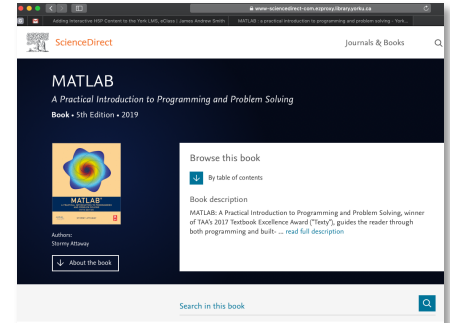 www-sciencedirect-com.ezproxy.library.yorku.ca
Adding Interactive H5P Content to the York LMS, eClass | James Andrew Smith
MATLAB : a practical introduction to programming and problem solving - York...
ScienceDirect
Journals & Books
MATLAB
A Practical Introduction to Programming and Problem Solving
Book • 5th Edition • 2019
MATLAB
Browse this book
By table of contents
Book description
MATLAB: A Practical Introduction to Programming and Problem Solving, winner
of TAA's 2017 Textbook Excellence Award ("Texty"), guides the reader through
both programming and built- ... read full description
Authors:
Stormy Attaway
About the book
Search in this book